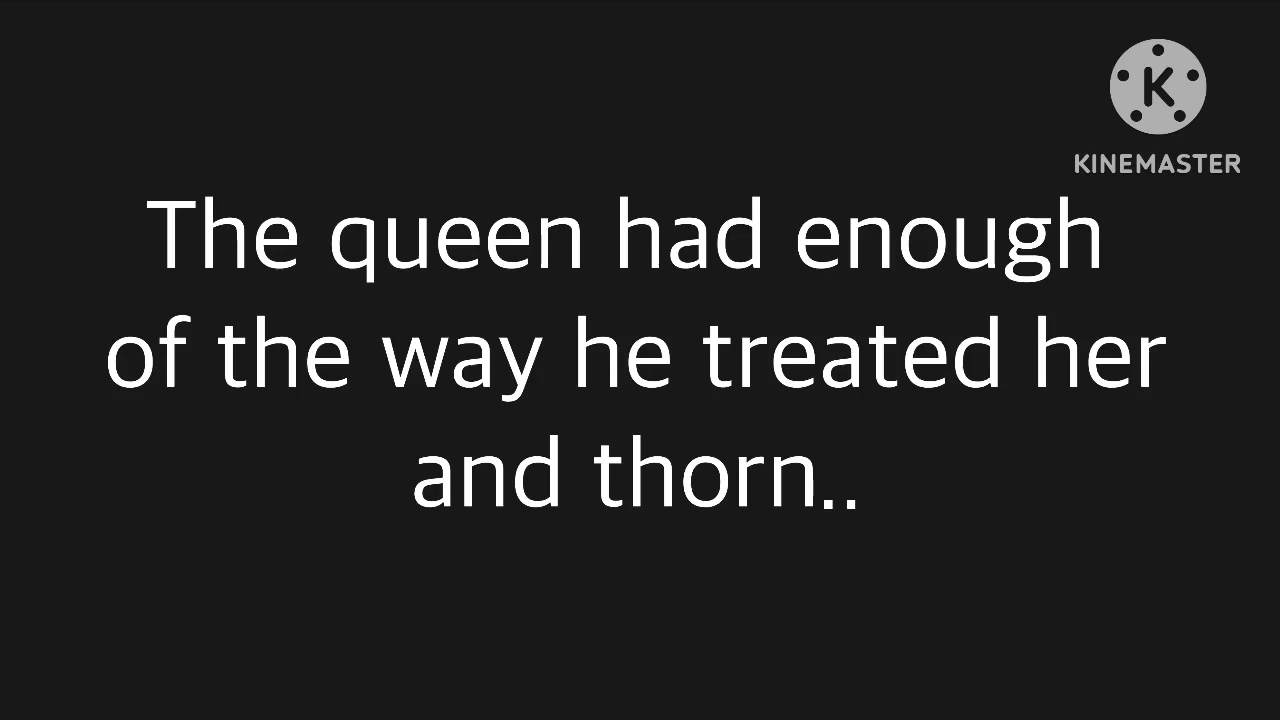 K
KINEMASTER
The queen had enough
of the way he treated her
and thorn..